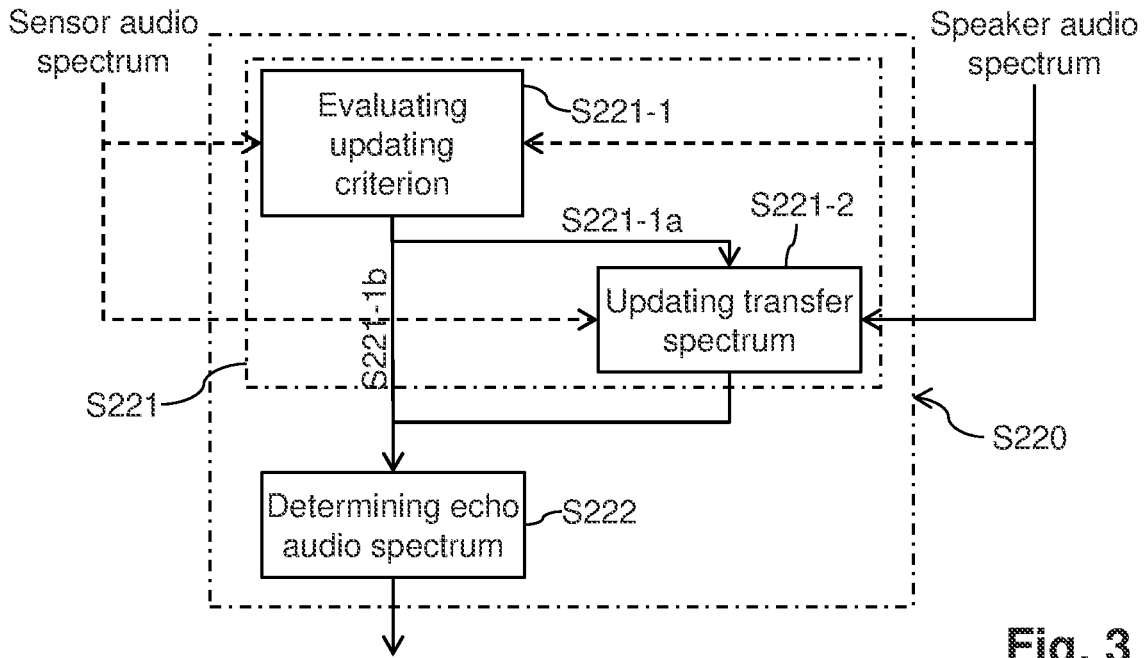 Sensor audio
spectrum
Speaker audio
spectrum
Evaluating
updating
criterion
S221-1
S221-1a
S221-2
S221-1b
Updating transfer
spectrum
S221
S220
Determining echo
audio spectrum
S222
Fig. 3